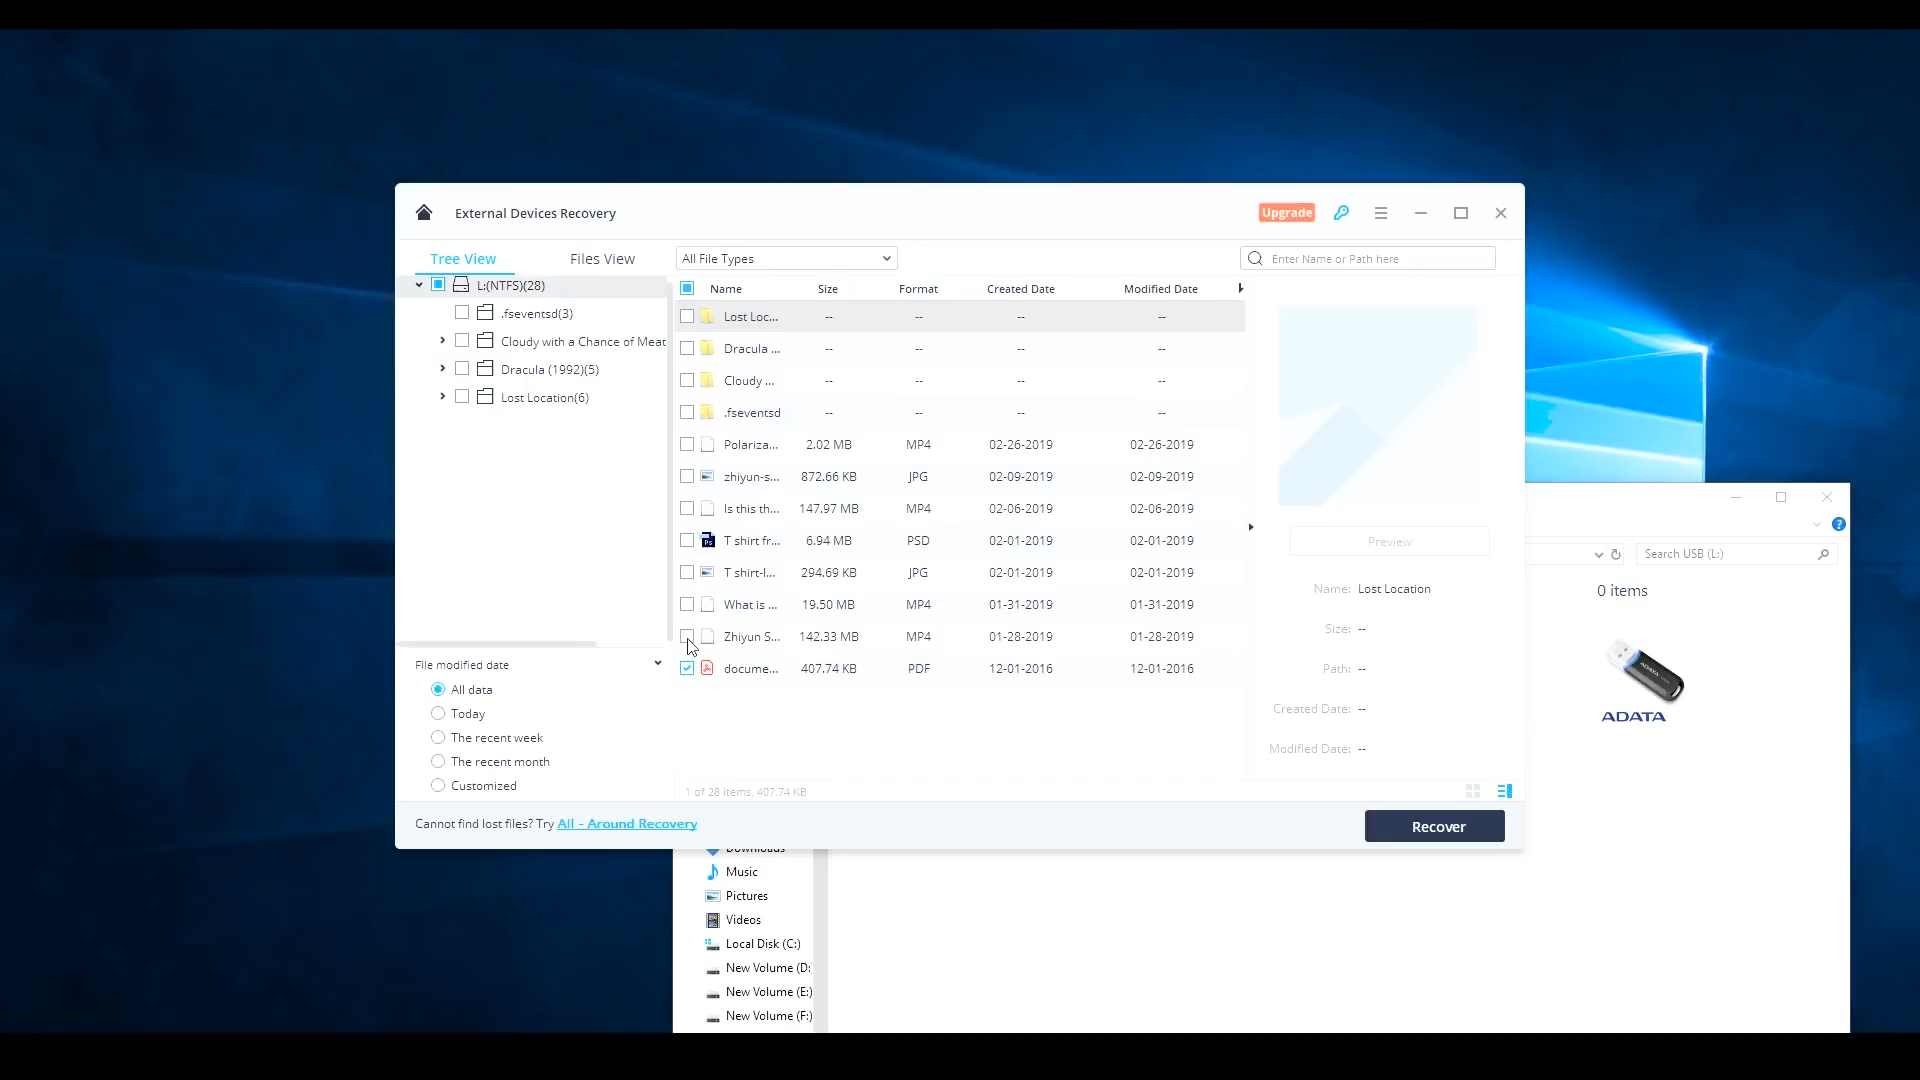 External Devices Recovery
Upgrade
Tree View
Files View
All File Types
Enter Name or Path here
L:(NTFS)(28)
.fseventsd(3)
Cloudy with a Chance of Meat
Dracula (1992)(5)
Lost Location(6)
Name Size Format Created Date Modified Date
Lost Loc... -- -- -- --
Dracula ... -- -- -- --
Cloudy ... -- -- -- --
.fseventsd -- -- -- --
Polariza... 2.02 MB MP4 02-26-2019 02-26-2019
zhiyun-s... 872.66 KB JPG 02-09-2019 02-09-2019
Is this th... 147.97 MB MP4 02-06-2019 02-06-2019
T shirt fr... 6.94 MB PSD 02-01-2019 02-01-2019
T shirt-l... 294.69 KB JPG 02-01-2019 02-01-2019
What is ... 19.50 MB MP4 01-31-2019 01-31-2019
Zhiyun S... 142.33 MB MP4 01-28-2019 01-28-2019
docume... 407.74 KB PDF 12-01-2016 12-01-2016
Preview
Name: Lost Location
Size: --
Path: --
Created Date: --
Modified Date: --
File modified date
All data
Today
The recent week
The recent month
Customized
1 of 28 items, 407.74 KB
Cannot find lost files? Try All - Around Recovery
Recover
Search USB (L:)
0 items
ADATA
ADATA
Downloads
Music
Pictures
Videos
Local Disk (C:)
New Volume (D:
New Volume (E:)
New Volume (F:)